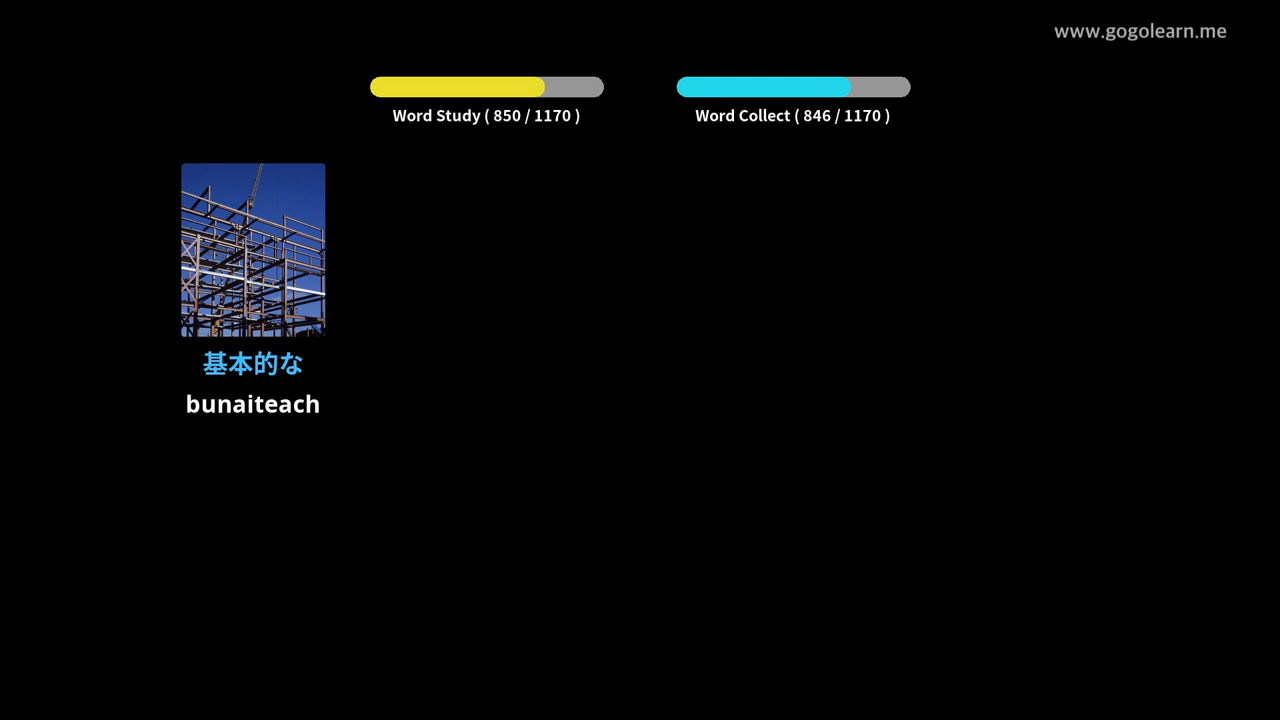 www.gogolearn.me
Word Study ( 850 / 1170 )
Word Collect ( 846 / 1170 )
基本的な
bunaiteach